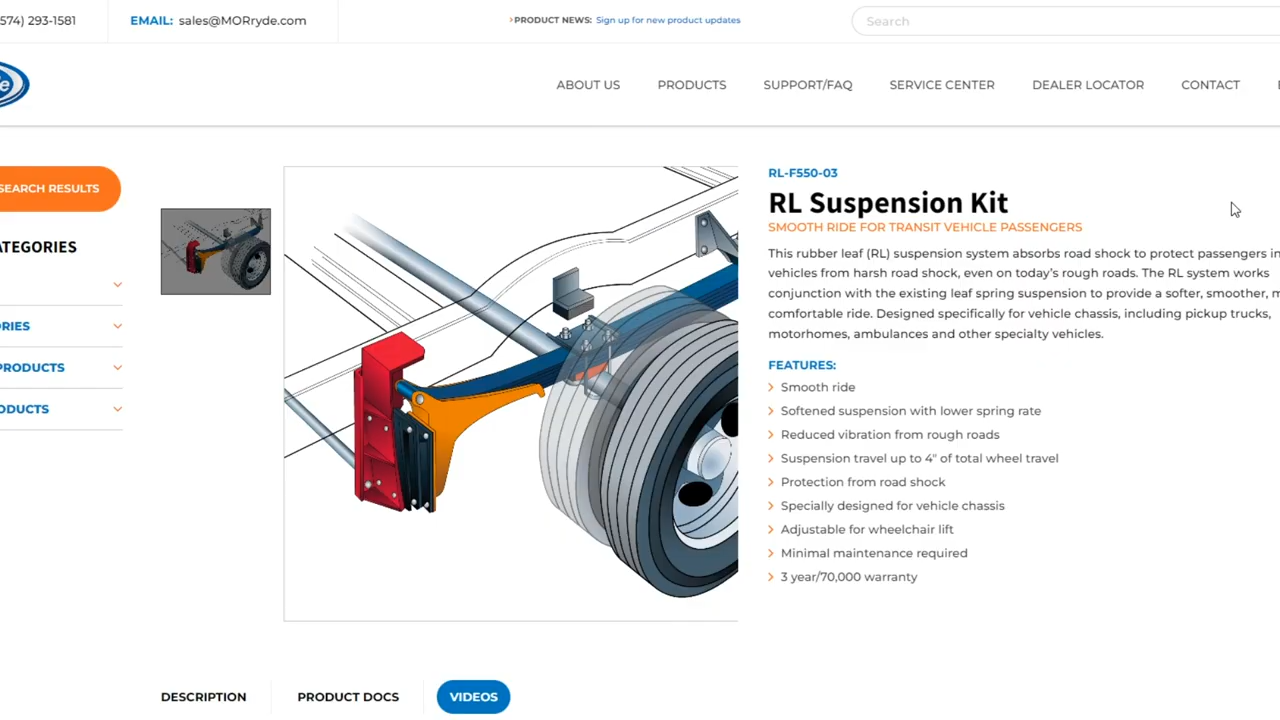 574) 293-1581
EMAIL: sales@MORryde.com
PRODUCT NEWS: Sign up for new product updates
Search
ABOUT US
PRODUCTS
SUPPORT/FAQ
SERVICE CENTER
DEALER LOCATOR
CONTACT
SEARCH RESULTS
ATEGORIES
RIES
PRODUCTS
DUCTS
RL-F550-03
RL Suspension Kit
SMOOTH RIDE FOR TRANSIT VEHICLE PASSENGERS
This rubber leaf (RL) suspension system absorbs road shock to protect passengers in
vehicles from harsh road shock, even on today's rough roads. The RL system works
conjunction with the existing leaf spring suspension to provide a softer, smoother, m
comfortable ride. Designed specifically for vehicle chassis, including pickup trucks,
motorhomes, ambulances and other specialty vehicles.
FEATURES:
Smooth ride
Softened suspension with lower spring rate
Reduced vibration from rough roads
Suspension travel up to 4" of total wheel travel
Protection from road shock
Specially designed for vehicle chassis
Adjustable for wheelchair lift
Minimal maintenance required
3 year/70,000 warranty
DESCRIPTION
PRODUCT DOCS
VIDEOS